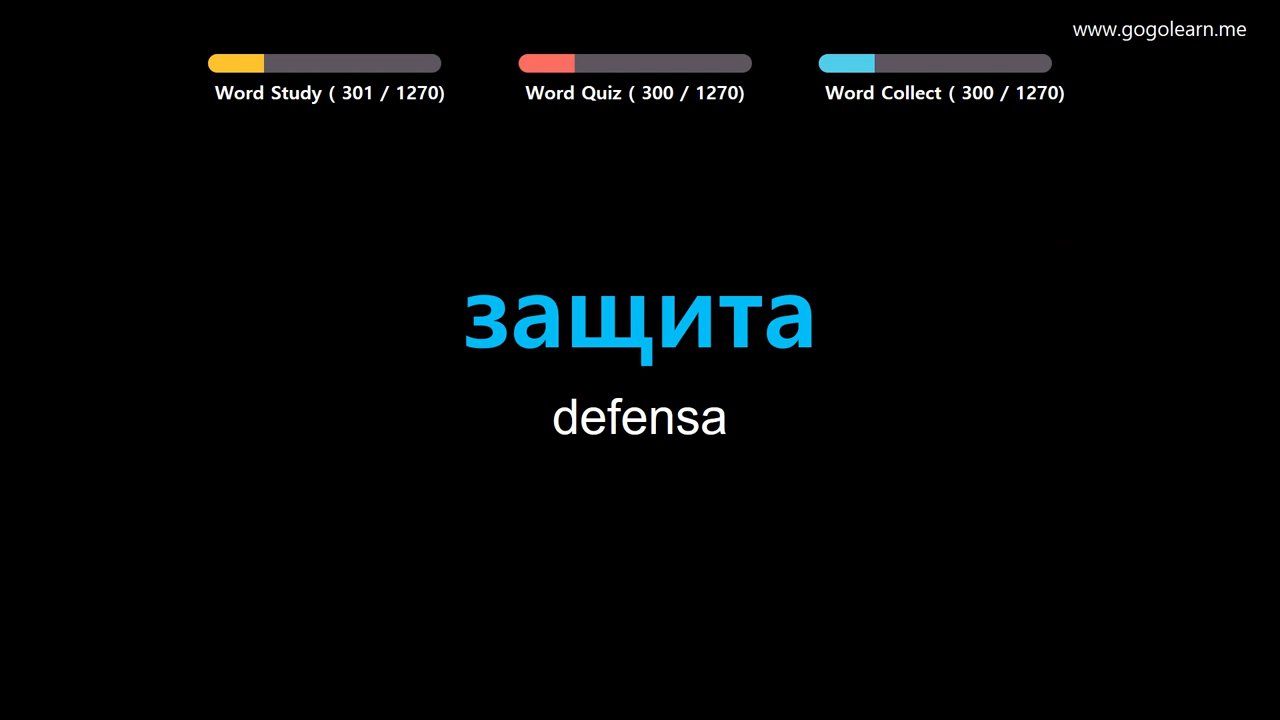 www.gogolearn.me
Word Study ( 301 / 1270)
Word Quiz ( 300 / 1270)
Word Collect ( 300 / 1270)
защита
defensa